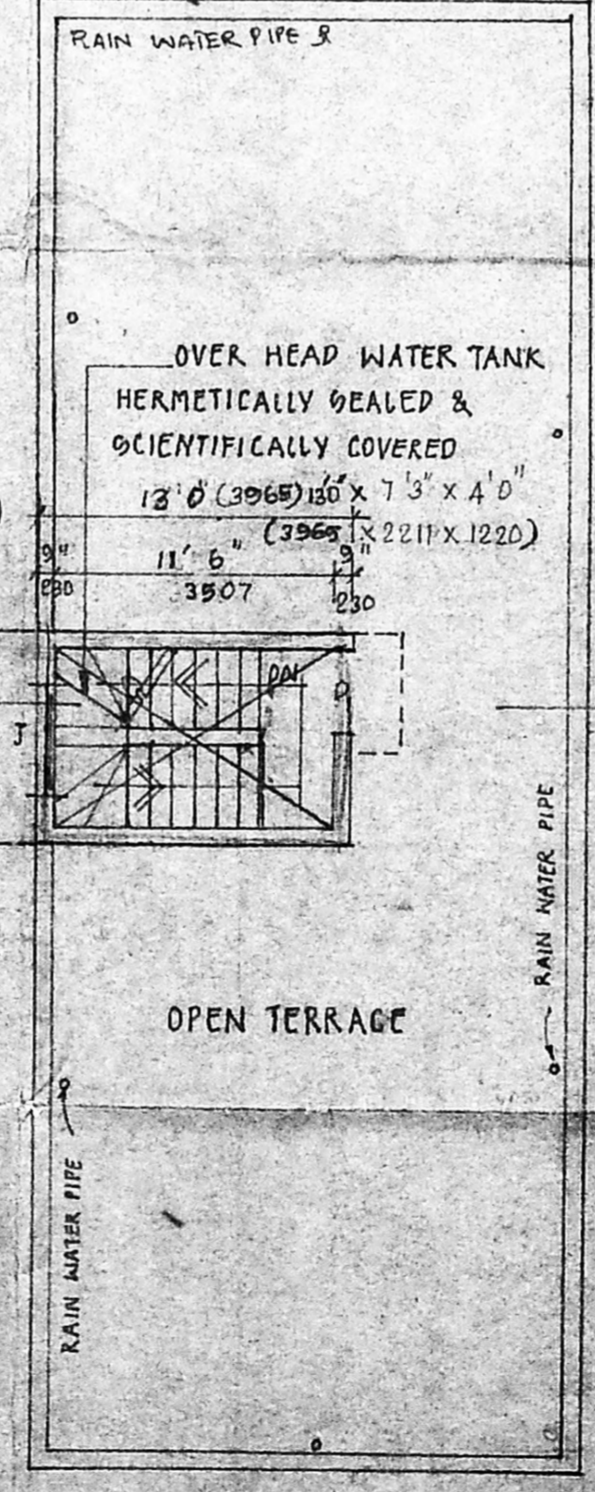 RAIN WATER PIPE
OVER HEAD WATER TANK
HERMETICALLY SEALED &
SCIENTIFICALLY COVERED
13'0" (3965) 13'0" x 7'3" x 4'0"
(3965 x 2211 x 1220)
9" 11' 6" 9"
230 3507 230
DN
D
J
RAIN WATER PIPE
OPEN TERRACE
RAIN WATER PIPE